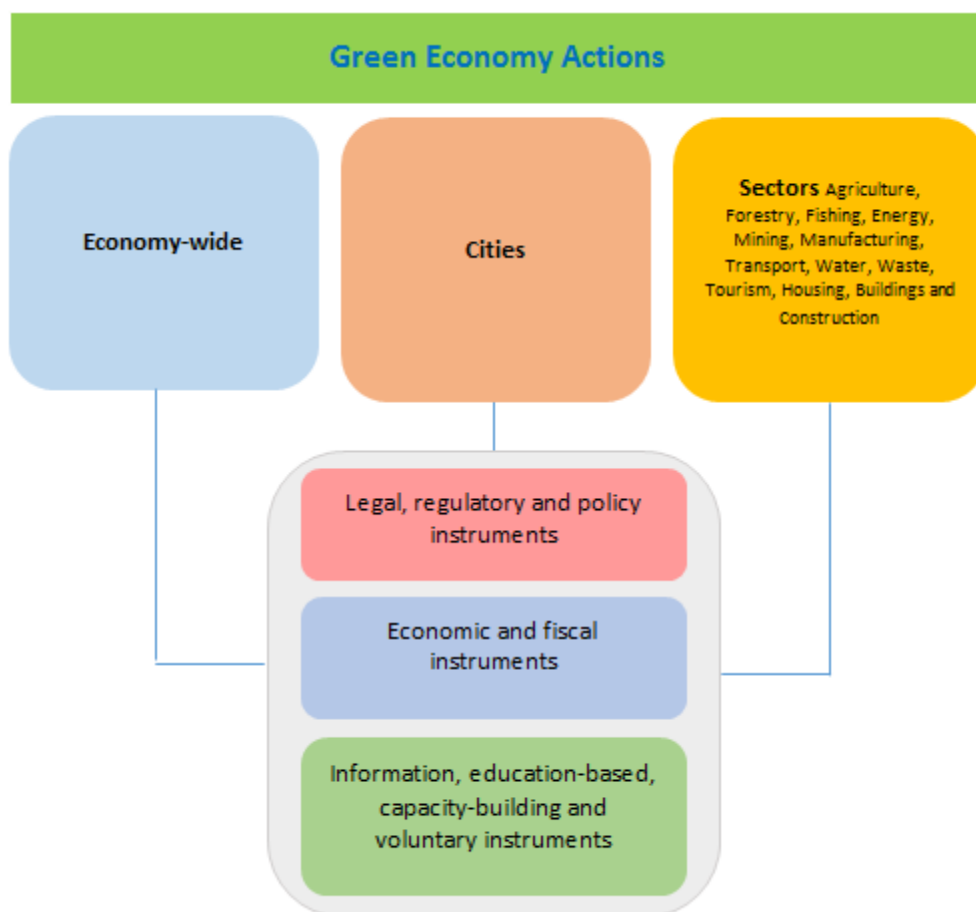 Green Economy Actions
Economy-wide
Cities
Sectors Agriculture,
Forestry, Fishing, Energy,
Mining, Manufacturing,
Transport, Water, Waste,
Tourism, Housing, Buildings and
Construction
Legal, regulatory and policy
instruments
Economic and fiscal
instruments
Information, education-based,
capacity-building and
voluntary instruments